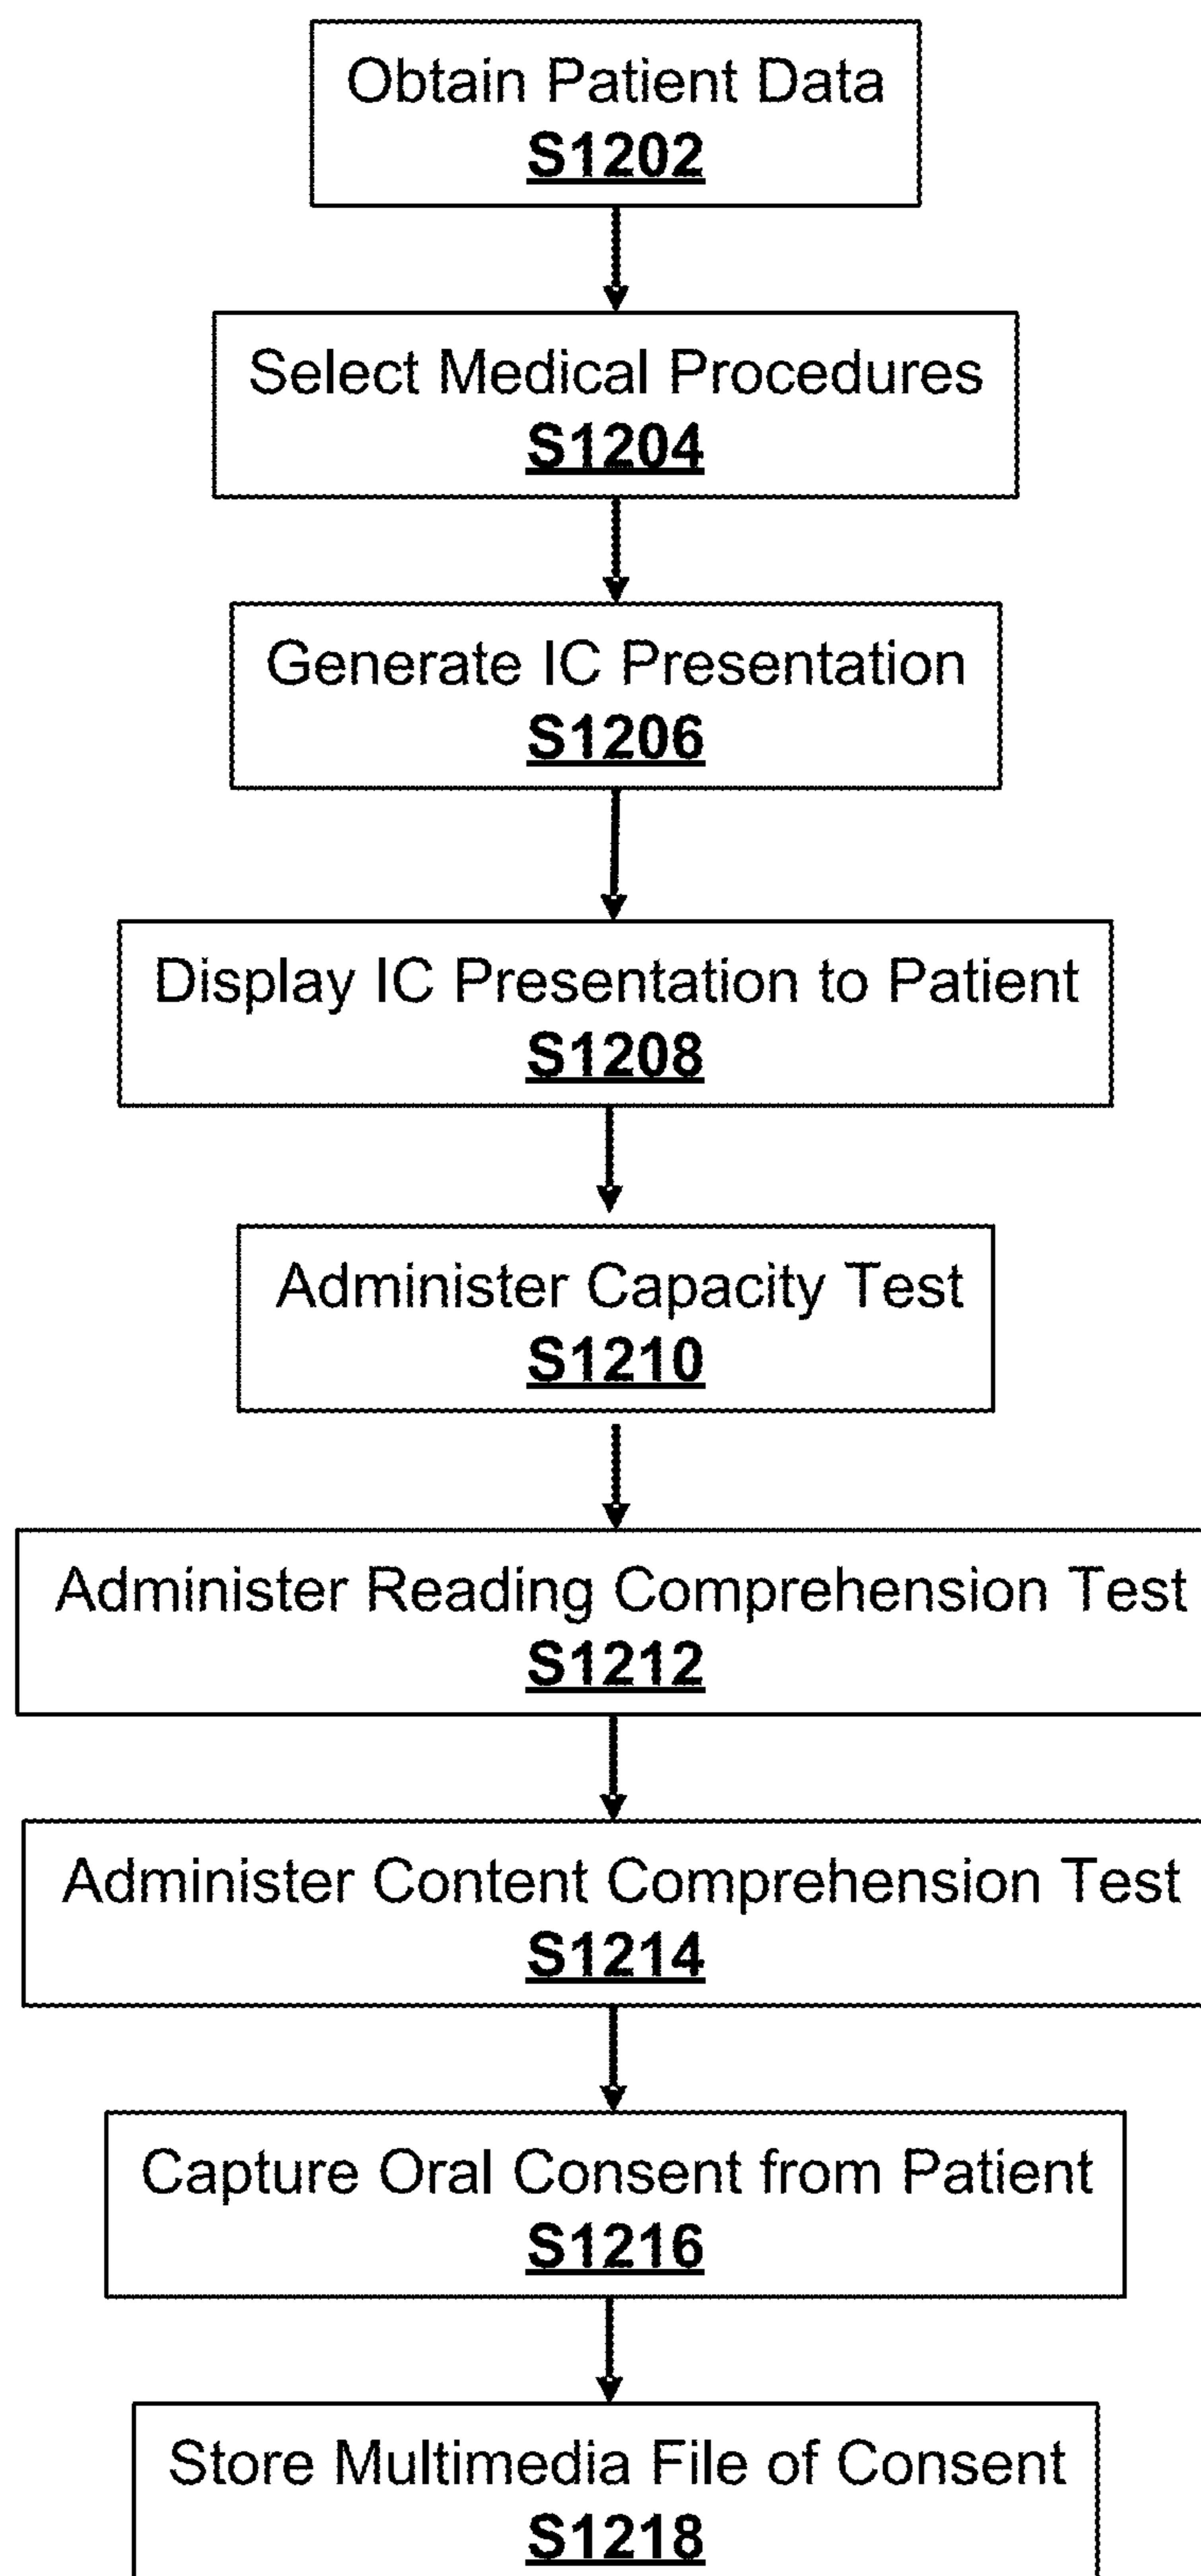 Obtain Patient Data
S1202
Select Medical Procedures
S1204
Generate IC Presentation
S1206
Display IC Presentation to Patient
S1208
Administer Capacity Test
S1210
Administer Reading Comprehension Test
S1212
Administer Content Comprehension Test
S1214
Capture Oral Consent from Patient
S1216
Store Multimedia File of Consent
S1218